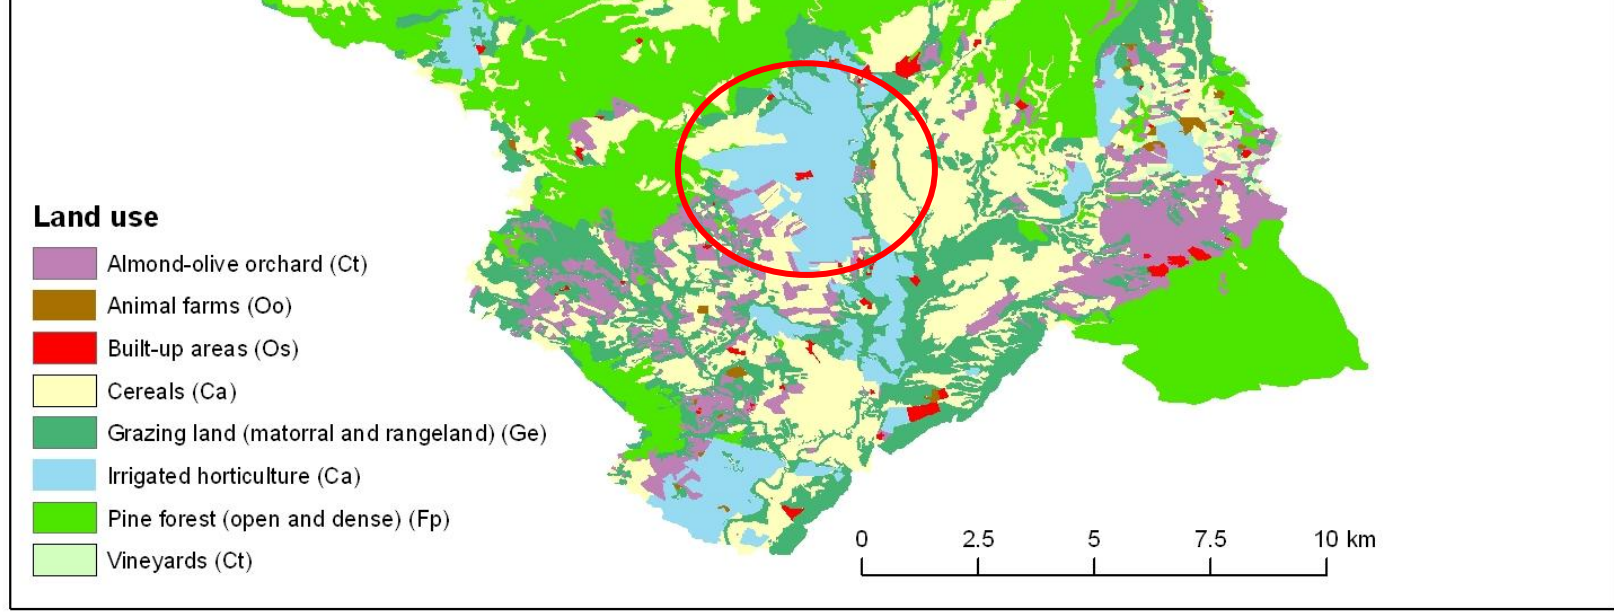 Land use
Almond-olive orchard (Ct)
Animal farms (Oo)
Built-up areas (Os)
Cereals (Ca)
Grazing land (matorral and rangeland) (Ge)
Irrigated horticulture (Ca)
Pine forest (open and dense) (Fp)
Vineyards (Ct)
0 2.5 5 7.5 10 km